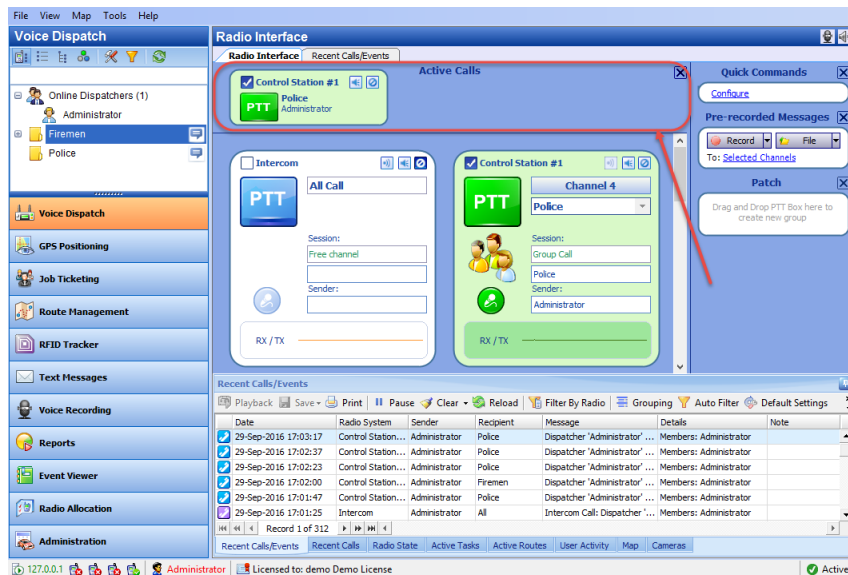 File View Map Tools Help
Voice Dispatch
Radio Interface
Radio Interface Recent Calls/Events
Online Dispatchers (1)
Administrator
Firemen
Police
Active Calls
Control Station #1
PTT
Police
Administrator
Quick Commands
Configure
Pre-recorded Messages
Record File
To: Selected Channels
Patch
Drag and Drop PTT Box here to
create new group
Intercom
PTT
All Call
Session:
Free channel
Sender:
RX / TX
Control Station #1
PTT
Channel 4
Police
Session:
Group Call
Police
Sender:
Administrator
RX / TX
Voice Dispatch
GPS Positioning
Job Ticketing
Route Management
RFID Tracker
Text Messages
Voice Recording
Reports
Event Viewer
Radio Allocation
Administration
Recent Calls/Events
Playback Save Print Pause Clear Reload Filter By Radio Grouping Auto Filter Default Settings
Date Radio System Sender Recipient Message Details Note
29-Sep-2016 17:03:17 Control Station... Administrator Police Dispatcher 'Administrator' ... Members: Administrator
29-Sep-2016 17:02:37 Control Station... Administrator Police Dispatcher 'Administrator' ... Members: Administrator
29-Sep-2016 17:02:23 Control Station... Administrator Police Dispatcher 'Administrator' ... Members: Administrator
29-Sep-2016 17:02:00 Control Station... Administrator Firemen Dispatcher 'Administrator' ... Members: Administrator
29-Sep-2016 17:01:47 Control Station... Administrator Police Dispatcher 'Administrator' ... Members: Administrator
29-Sep-2016 17:01:25 Intercom Administrator All Intercom Call: Dispatcher '... Members: Administrator
Record 1 of 312
Recent Calls/Events Recent Calls Radio State Active Tasks Active Routes User Activity Map Cameras
127.0.0.1 Administrator Licensed to: demo Demo License Active